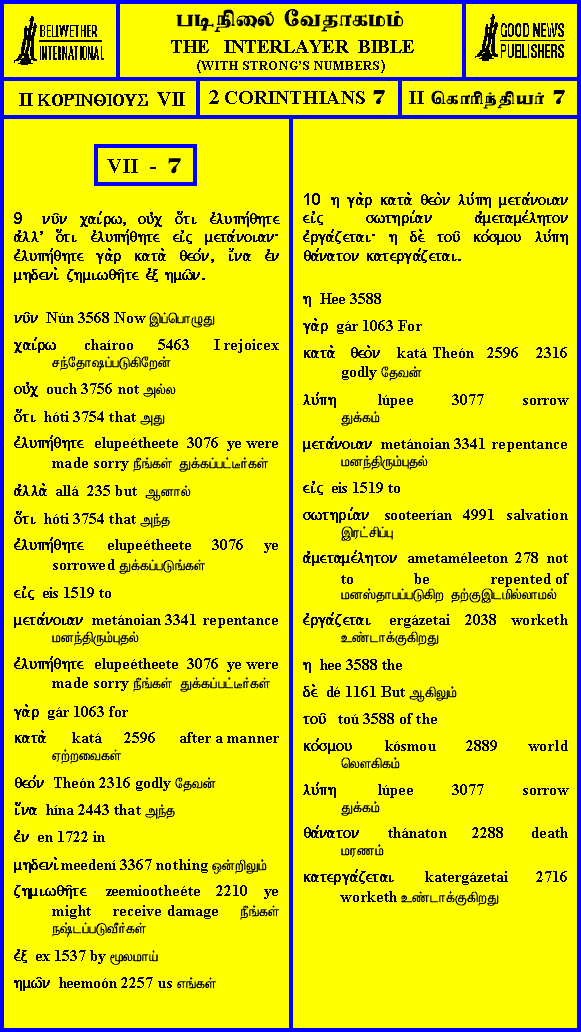 BELLWETHER
INTERNATIONAL
படிநிலை வேதாகமம்
THE INTERLAYER BIBLE
(WITH STRONG'S NUMBERS)
GOOD NEWS
PUBLISHERS
II ΚΟΡΙΝΘΙΟΥΣ VII
2 CORINTHIANS 7
II கொரிந்தியர் 7
VII - 7
9 νῦν χαίρω, οὐχ ὅτι ἐλυπήθητε
ἀλλ' ὅτι ἐλυπήθητε εἰς μετάνοιαν·
ἐλυπήθητε γὰρ κατὰ θεόν, ἵνα ἐν
μηδενὶ ζημιωθῆτε ἐξ ημῶν.
νῦν Nún 3568 Now இப்பொழுது
χαίρω chaíroo 5463 I rejoicex
சந்தோஷப்படுகிறேன்
οὐχ ouch 3756 not அல்ல
ὅτι hóti 3754 that அது
ἐλυπήθητε elupeétheete 3076 ye were
made sorry நீங்கள் துக்கப்பட்டீர்கள்
ἀλλὰ allá 235 but ஆனால்
ὅτι hóti 3754 that அந்த
ἐλυπήθητε elupeétheete 3076 ye
sorrowed துக்கப்படுங்கள்
εἰς eis 1519 to
μετάνοιαν metánoian 3341 repentance
மனந்திரும்புதல்
ἐλυπήθητε elupeétheete 3076 ye were
made sorry நீங்கள் துக்கப்பட்டீர்கள்
γὰρ gár 1063 for
κατὰ katá 2596 after a manner
ஏற்றவைகள்
θεόν Theón 2316 godly தேவன்
ἵνα hína 2443 that அந்த
ἐν en 1722 in
μηδενὶ meedení 3367 nothing ஒன்றிலும்
ζημιωθῆτε zeemiootheéte 2210 ye
might receive damage நீங்கள்
நஷ்டப்படுவீர்கள்
ἐξ ex 1537 by மூலமாய்
ημῶν heemoón 2257 us எங்கள்
10 η γὰρ κατὰ θεὸν λύπη μετάνοιαν
εἰς σωτηρίαν ἀμεταμέλητον
ἐργάζεται· η δὲ τοῦ κόσμου λύπη
θάνατον κατεργάζεται.
η Hee 3588
γὰρ gár 1063 For
κατὰ θεὸν katá Theón 2596 2316
godly தேவன்
λύπη lúpee 3077 sorrow
துக்கம்
μετάνοιαν metánoian 3341 repentance
மனந்திரும்புதல்
εἰς eis 1519 to
σωτηρίαν sooteerían 4991 salvation
இரட்சிப்பு
ἀμεταμέλητον ametaméleeton 278 not
to be repented of
மனஸ்தாபப்படுகிற தற்குஇடமில்லாமல்
ἐργάζεται ergázetai 2038 worketh
உண்டாக்குகிறது
η hee 3588 the
δὲ dé 1161 But ஆகிலும்
τοῦ toú 3588 of the
κόσμου kósmou 2889 world
லௌகிகம்
λύπη lúpee 3077 sorrow
துக்கம்
θάνατον thánaton 2288 death
மரணம்
κατεργάζεται katergázetai 2716
worketh உண்டாக்குகிறது